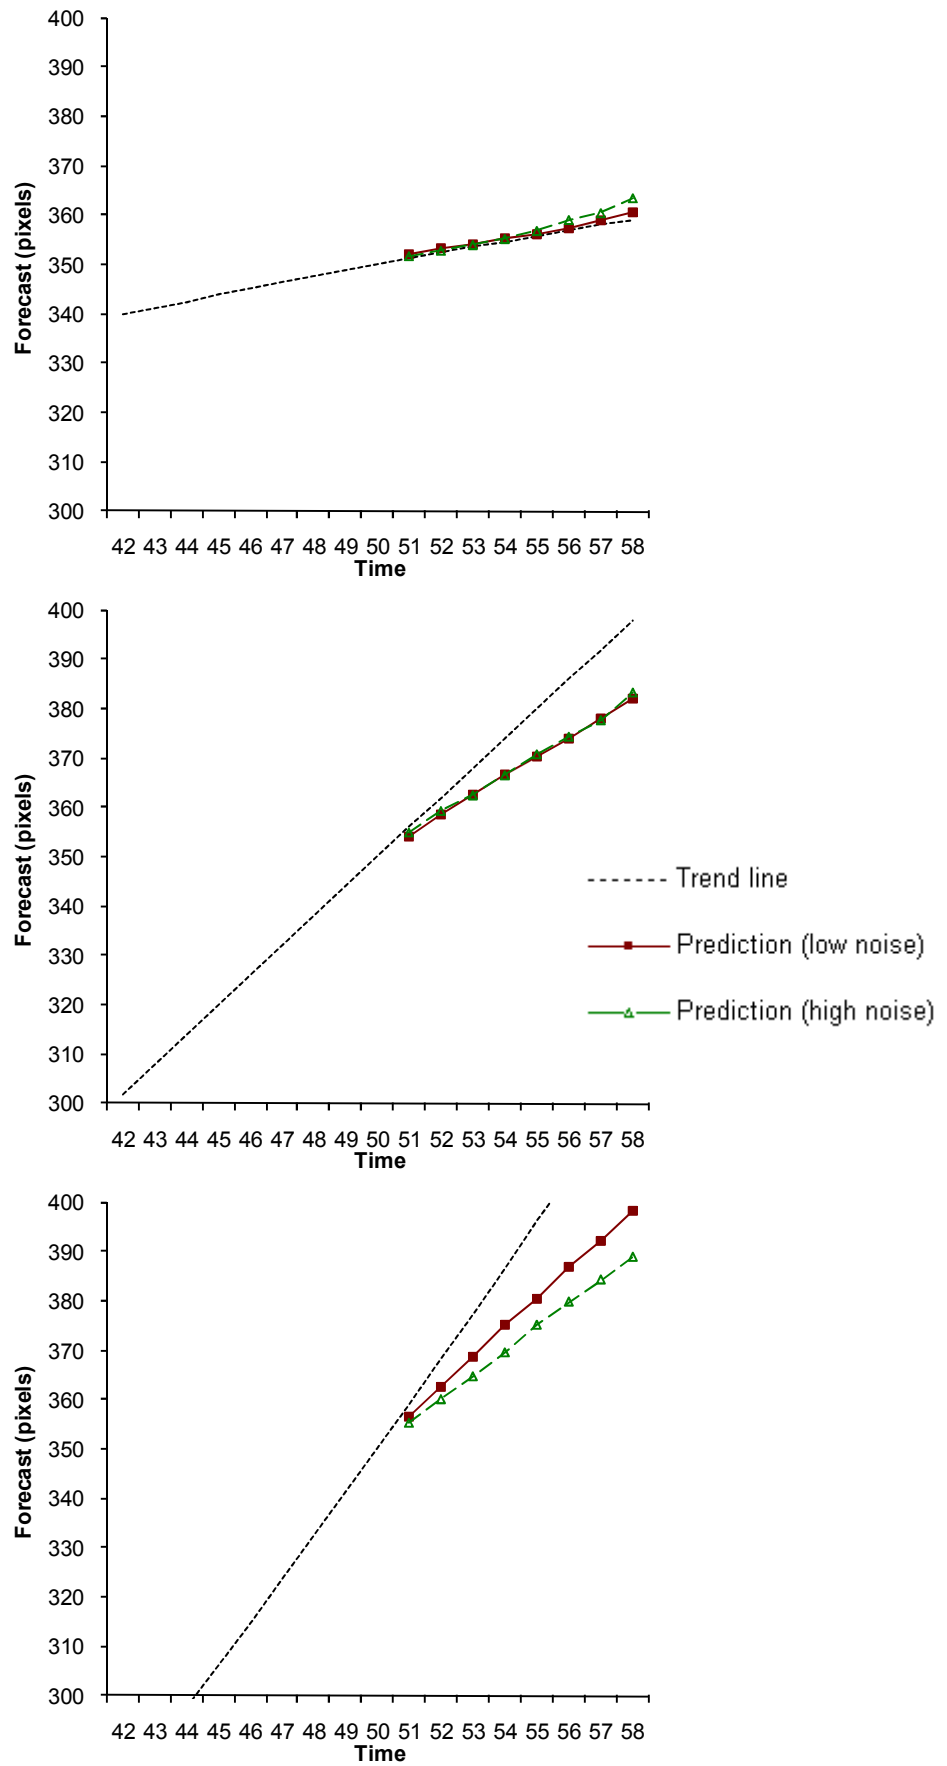 400
390
380
370
360
350
340
330
320
310
300
Forecast (pixels)
42 43 44 45 46 47 48 49 50 51 52 53 54 55 56 57 58
Time
400
390
380
370
360
350
340
330
320
310
300
Forecast (pixels)
42 43 44 45 46 47 48 49 50 51 52 53 54 55 56 57 58
Time
Trend line
Prediction (low noise)
Prediction (high noise)
400
390
380
370
360
350
340
330
320
310
300
Forecast (pixels)
42 43 44 45 46 47 48 49 50 51 52 53 54 55 56 57 58
Time